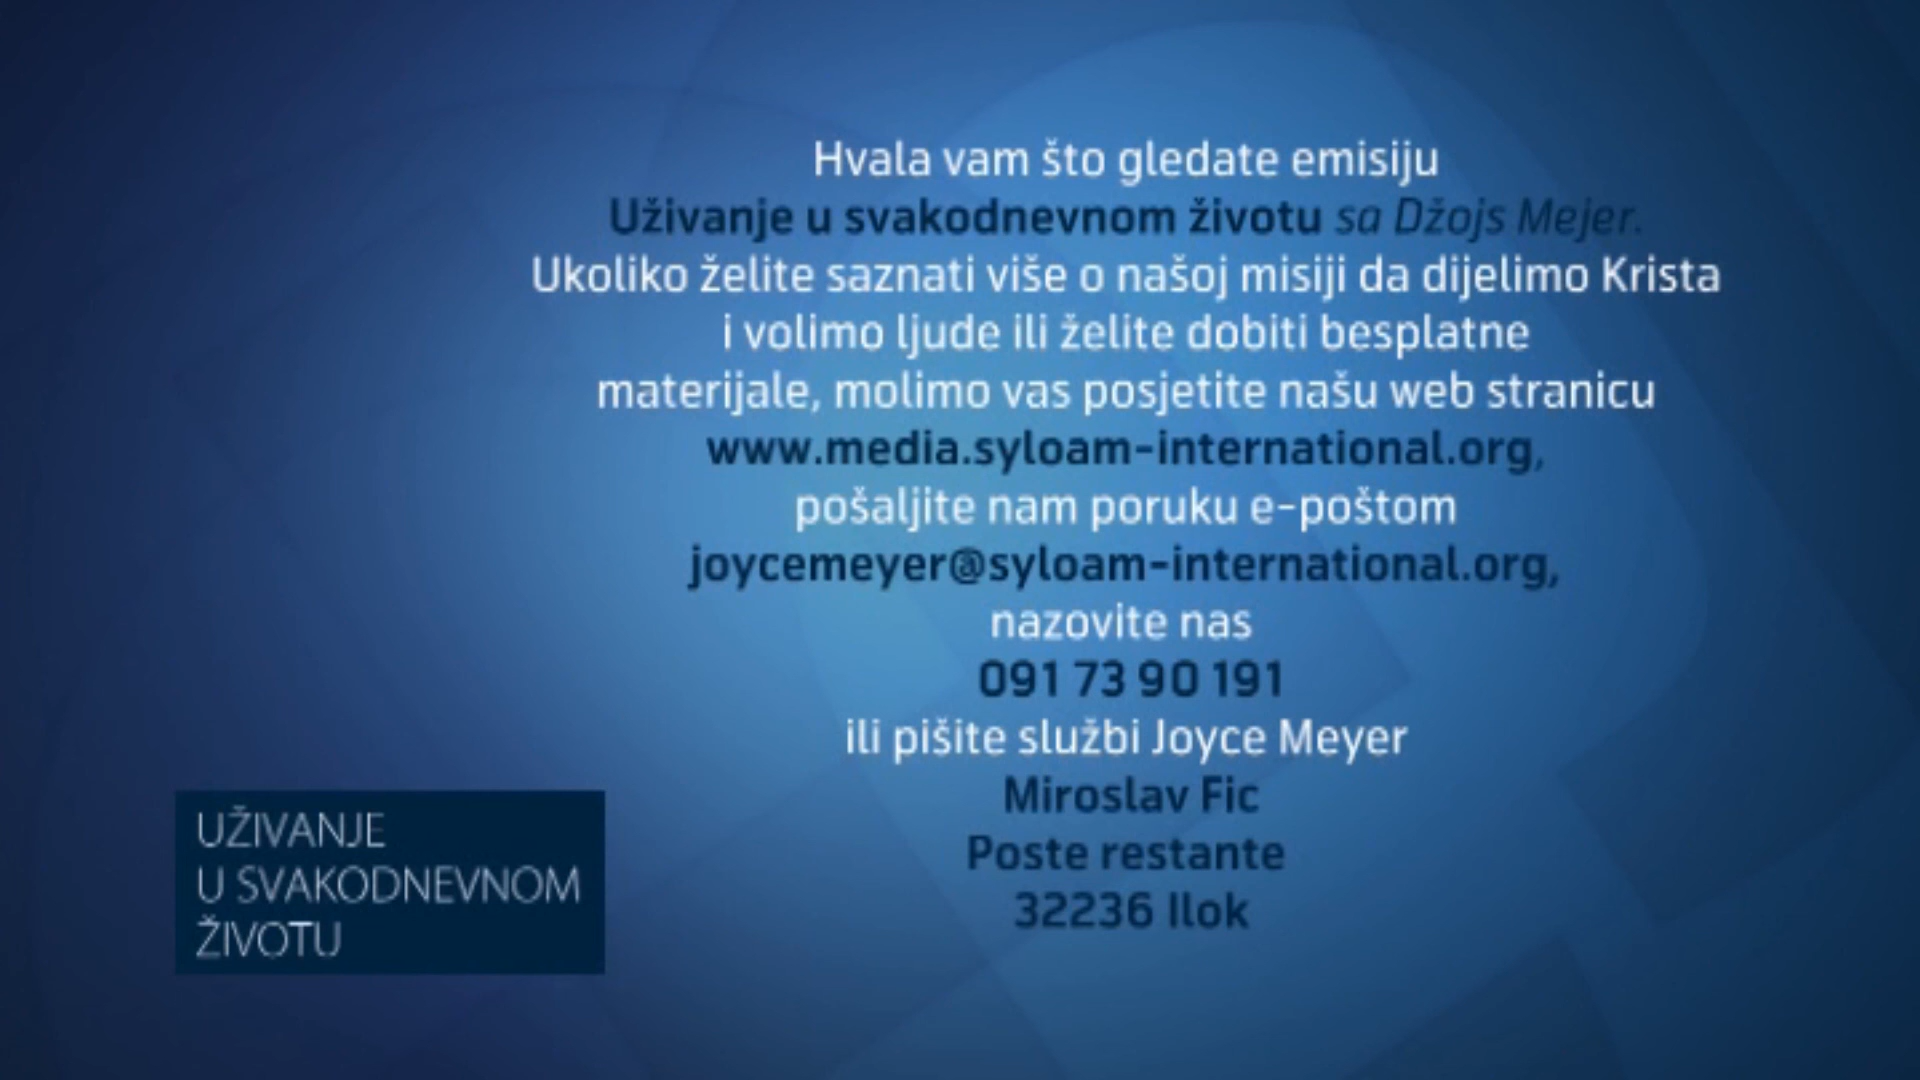 Hvala vam što gledate emisiju
Uživanje u svakodnevnom životu sa Džojs Mejer.
Ukoliko želite saznati više o našoj misiji da dijelimo Krista
i volimo ljude ili želite dobiti besplatne
materijale, molimo vas posjetite našu web stranicu
www.media.syloam-international.org,
pošaljite nam poruku e-poštom
joycemeyer@syloam-international.org,
nazovite nas
091 73 90 191
ili pišite službi Joyce Meyer
Miroslav Fic
Poste restante
32236 Ilok
UŽIVANJE
U SVAKODNEVNOM
ŽIVOTU